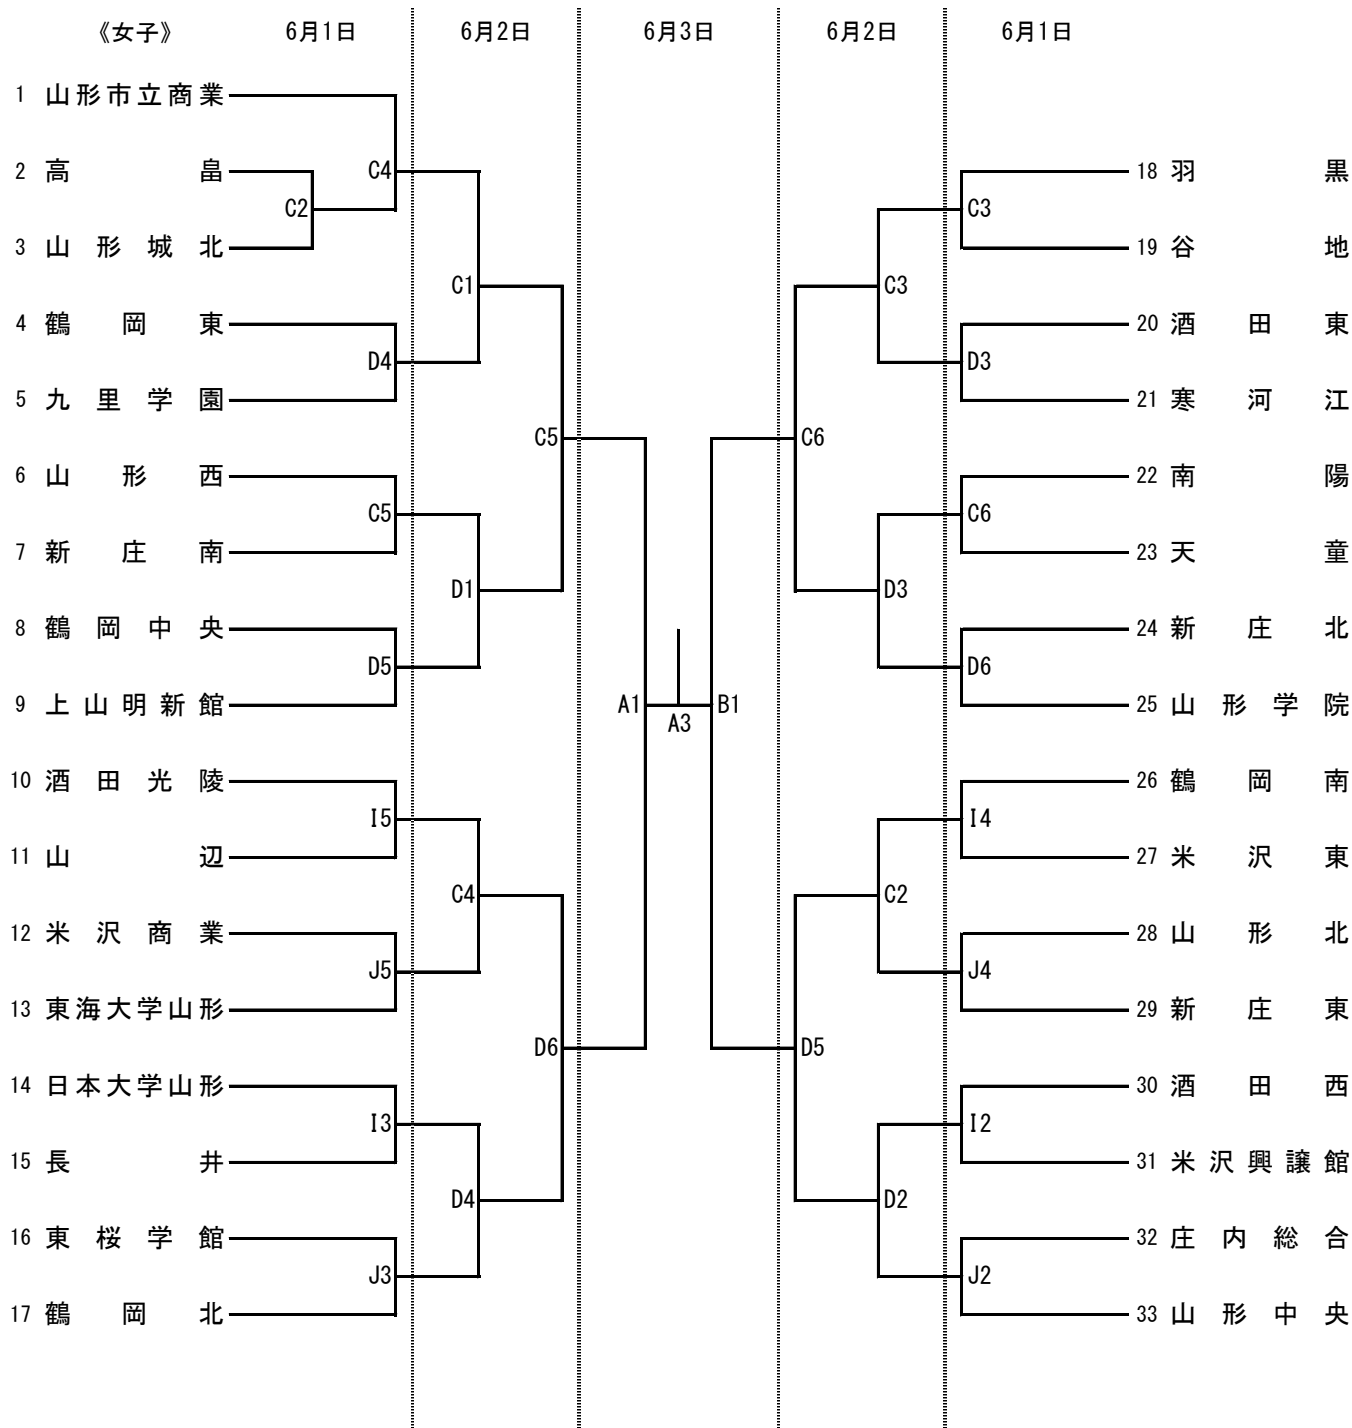 《女子》 6月1日 6月2日 6月3日 6月2日 6月1日
1 山形市立商業
2 高畠 C4 18 羽黒
C2 C3
3 山形城北 19 谷地
C1 C3
4 鶴岡東 20 酒田東
D4 D3
5 九里学園 21 寒河江
C5 C6
6 山形西 22 南陽
C5 C6
7 新庄南 23 天童
D1 D3
8 鶴岡中央 24 新庄北
D5 D6
9 上山明新館 A1 B1 25 山形学院
A3
10 酒田光陵 26 鶴岡南
I5 I4
11 山辺 27 米沢東
C4 C2
12 米沢商業 28 山形北
J5 J4
13 東海大学山形 29 新庄東
D6 D5
14 日本大学山形 30 酒田西
I3 I2
15 長井 31 米沢興譲館
D4 D2
16 東桜学館 32 庄内総合
J3 J2
17 鶴岡北 33 山形中央